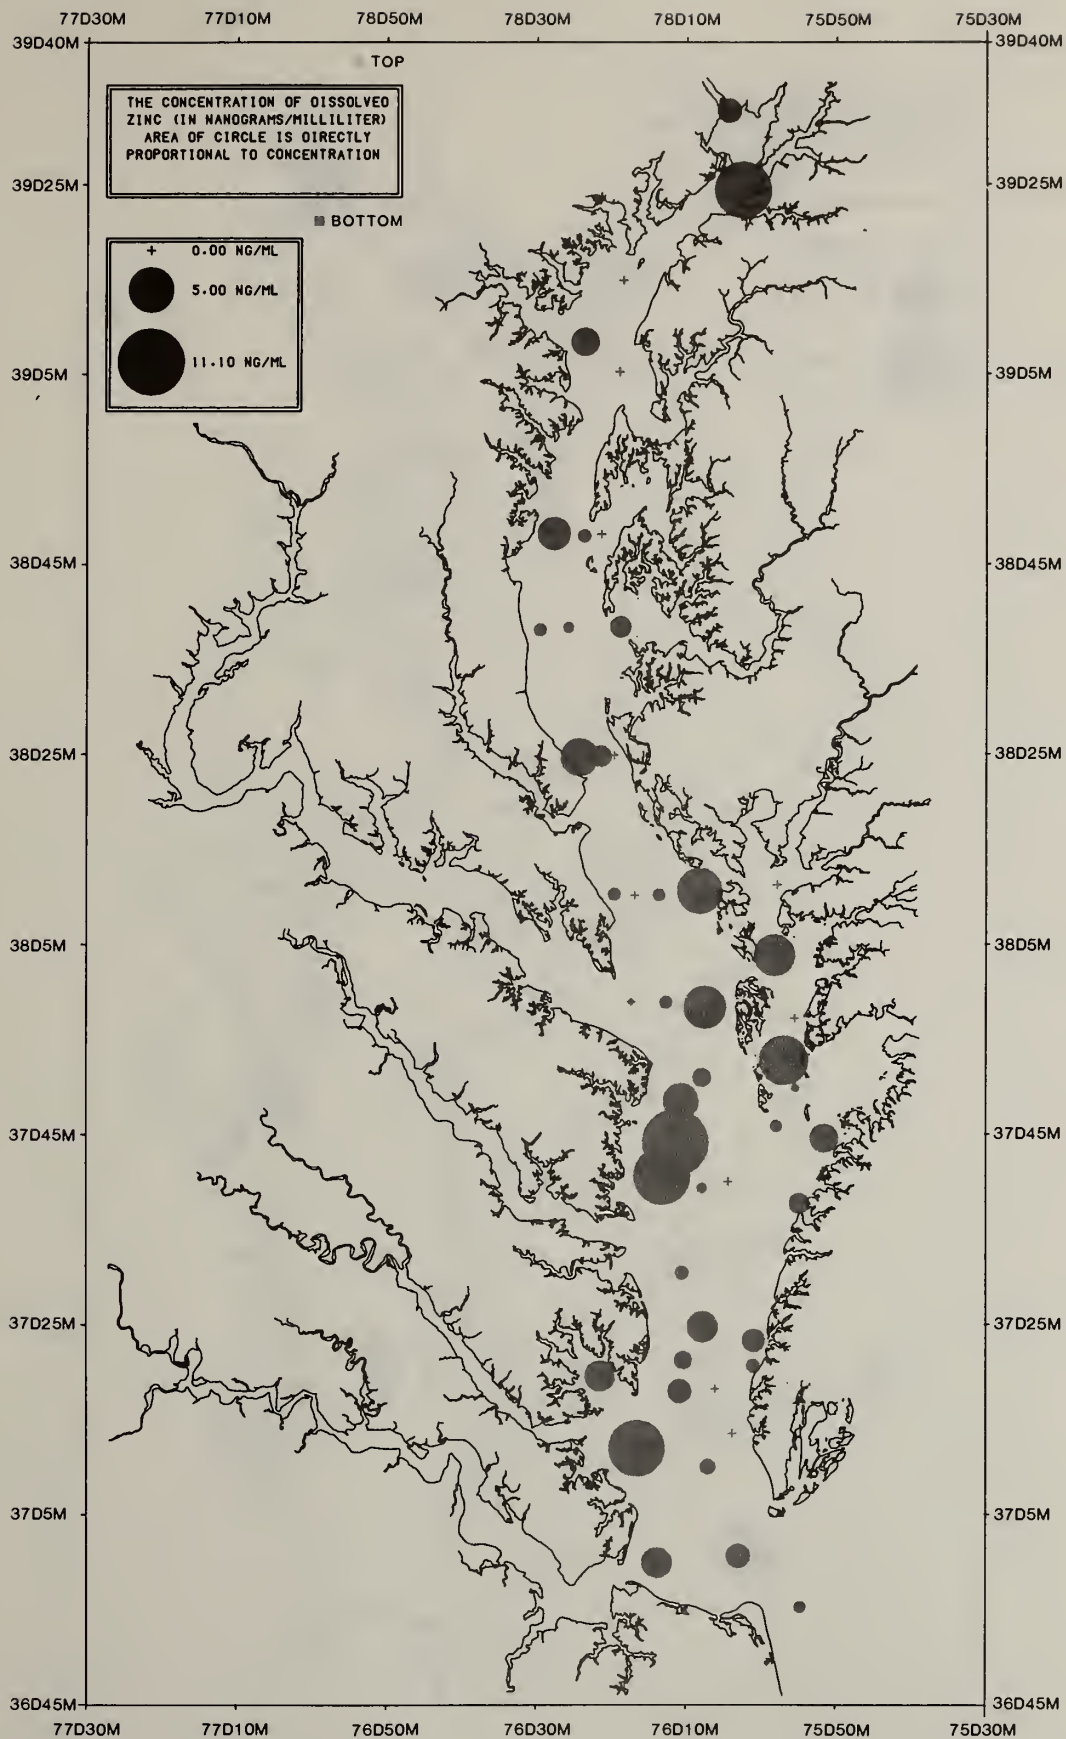 77D30M 77D10M 78D50M 78D30M 78D10M 75D50M 75D30M
39D40M 39D40M
TOP
THE CONCENTRATION OF DISSOLVED
ZINC (IN NANOGRAMS/MILLILITER)
AREA OF CIRCLE IS DIRECTLY
PROPORTIONAL TO CONCENTRATION
39D25M 39D25M
BOTTOM
0.00 NG/ML
5.00 NG/ML
11.10 NG/ML
39D5M 39D5M
38D45M 38D45M
38D25M 38D25M
38D5M 38D5M
37D45M 37D45M
37D25M 37D25M
37D5M 37D5M
36D45M 36D45M
77D30M 77D10M 76D50M 76D30M 76D10M 75D50M 75D30M